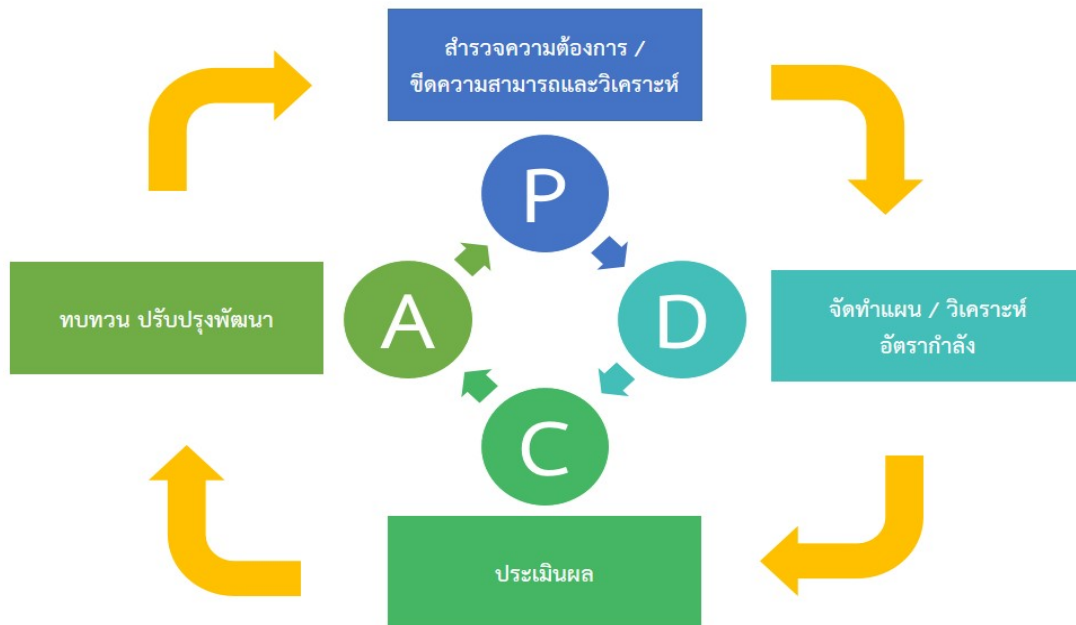 สำรวจความต้องการ /
ขีดความสามารถและวิเคราะห์
P
A
D
ทบทวน ปรับปรุงพัฒนา
จัดทำแผน / วิเคราะห์
อัตรากำลัง
C
ประเมินผล